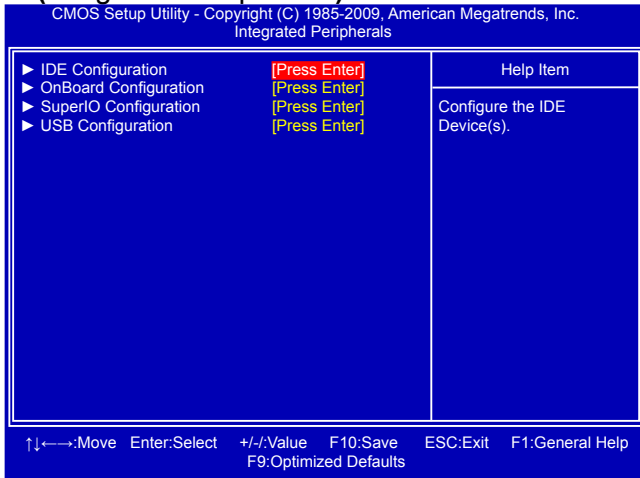 CMOS Setup Utility - Copyright (C) 1985-2009, American Megatrends, Inc.
Integrated Peripherals
► IDE Configuration [Press Enter]
► OnBoard Configuration [Press Enter]
► SuperIO Configuration [Press Enter]
► USB Configuration [Press Enter]
Help Item
Configure the IDE
Device(s).
↑↓←→:Move Enter:Select +/-/:Value F10:Save ESC:Exit F1:General Help
F9:Optimized Defaults